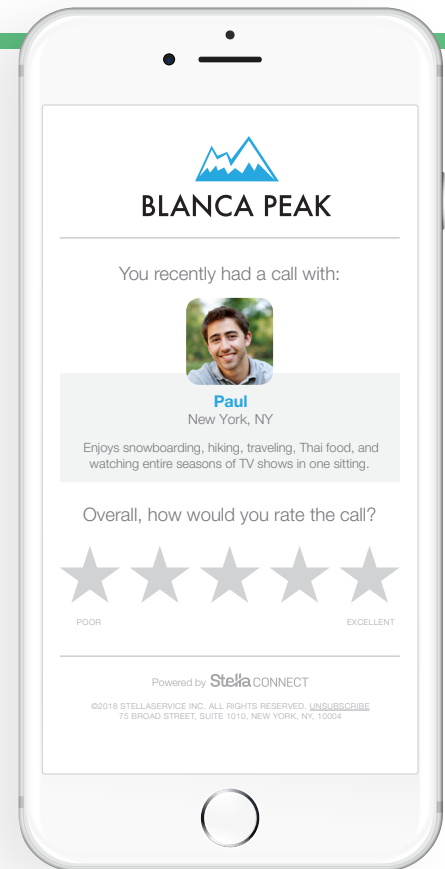 BLANCA PEAK
You recently had a call with:
Paul
New York, NY
Enjoys snowboarding, hiking, traveling, Thai food, and
watching entire seasons of TV shows in one sitting.
Overall, how would you rate the call?
POOR EXCELLENT
Powered by Stella CONNECT
©2018 STELLASERVICE INC. ALL RIGHTS RESERVED. UNSUBSCRIBE
75 BROAD STREET, SUITE 1010, NEW YORK, NY, 10004